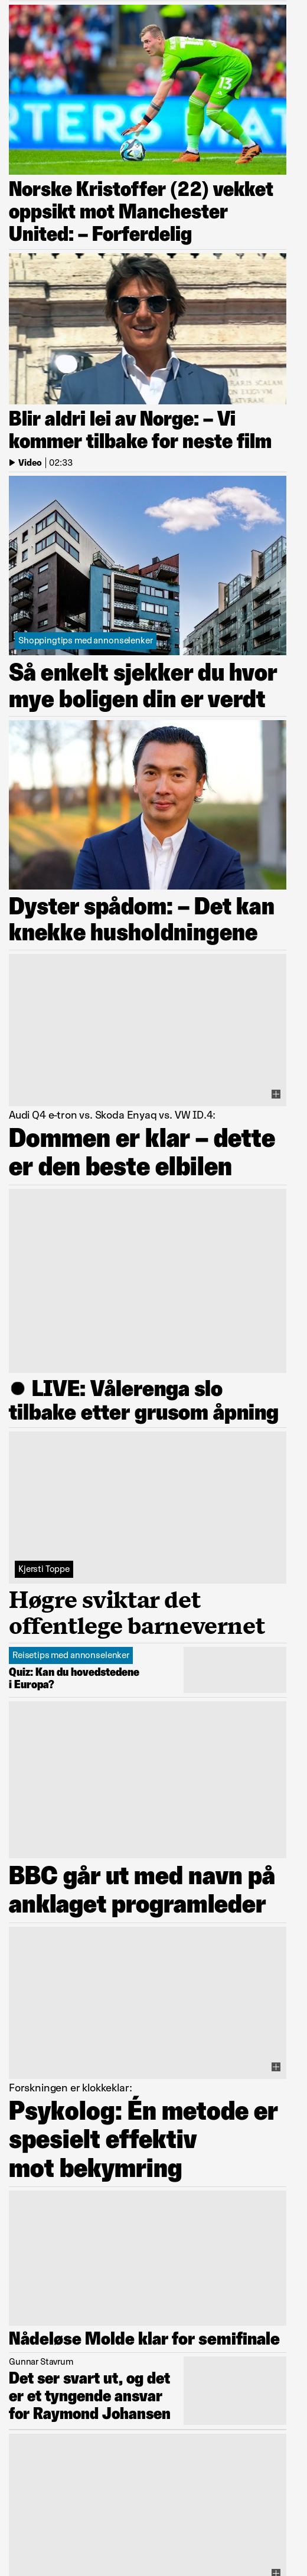 13
RTERS
Norske Kristoffer (22) vekket
oppsikt mot Manchester
United: – Forferdelig
Blir aldri lei av Norge: – Vi
kommer tilbake for neste film
Video | 02:33
Shoppingtips med annonselenker
Så enkelt sjekker du hvor
mye boligen din er verdt
Dyster spådom: – Det kan
knekke husholdningene
Audi Q4 e-tron vs. Skoda Enyaq vs. VW ID.4:
Dommen er klar – dette
er den beste elbilen
LIVE: Vålerenga slo
tilbake etter grusom åpning
Kjersti Toppe
Høgre sviktar det
offentlege barnevernet
Reisetips med annonselenker
Quiz: Kan du hovedstedene
i Europa?
BBC går ut med navn på
anklaget programleder
Forskningen er klokkeklar:
Psykolog: Én metode er
spesielt effektiv
mot bekymring
Nådeløse Molde klar for semifinale
Gunnar Stavrum
Det ser svart ut, og det
er et tyngende ansvar
for Raymond Johansen